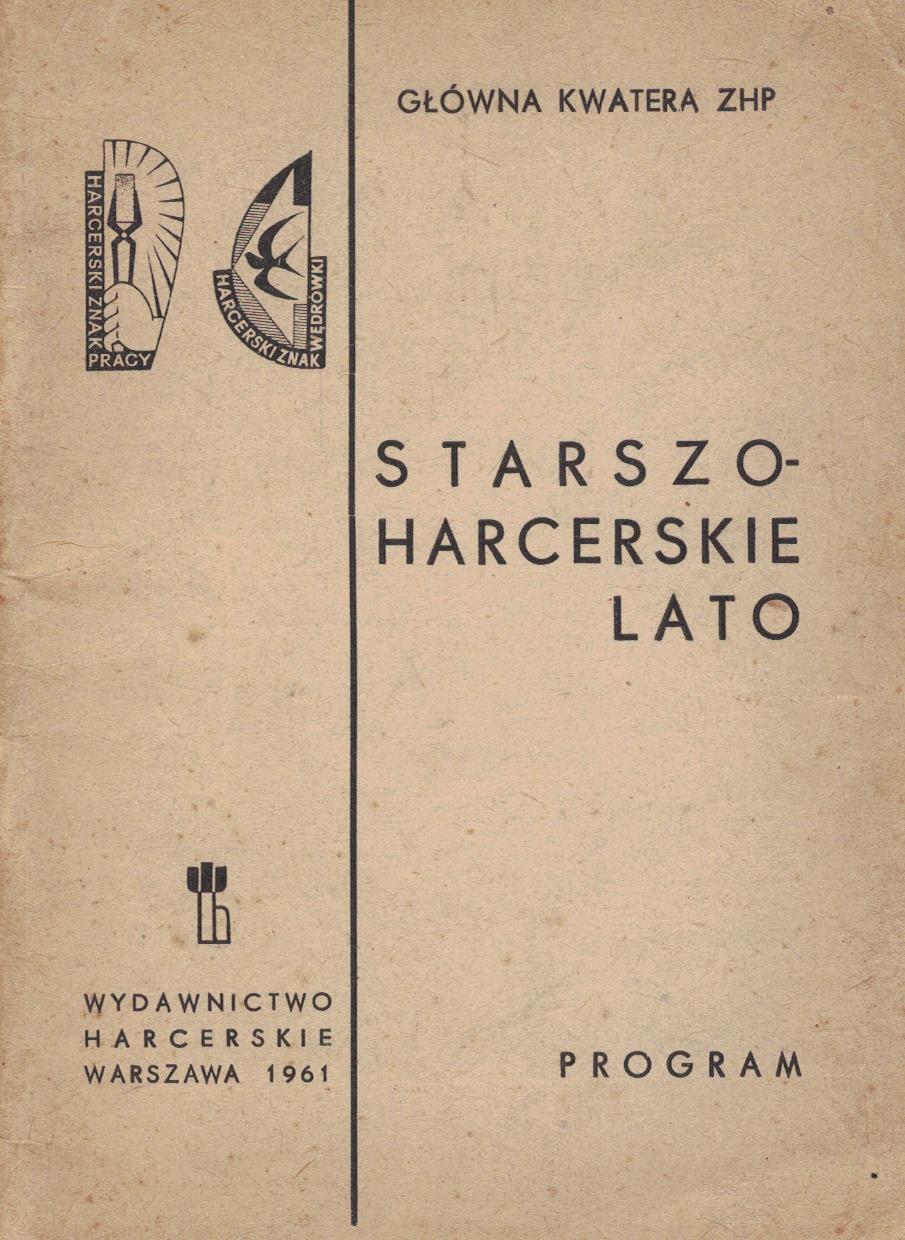 GŁÓWNA KWATERA ZHP
HARCERSKI ZNAK
PRACY
HARCERSKI ZNAK
WĘDRÓWKI
STARSZO-
HARCERSKIE
LATO
WYDAWNICTWO
HARCERSKIE
WARSZAWA 1961
PROGRAM